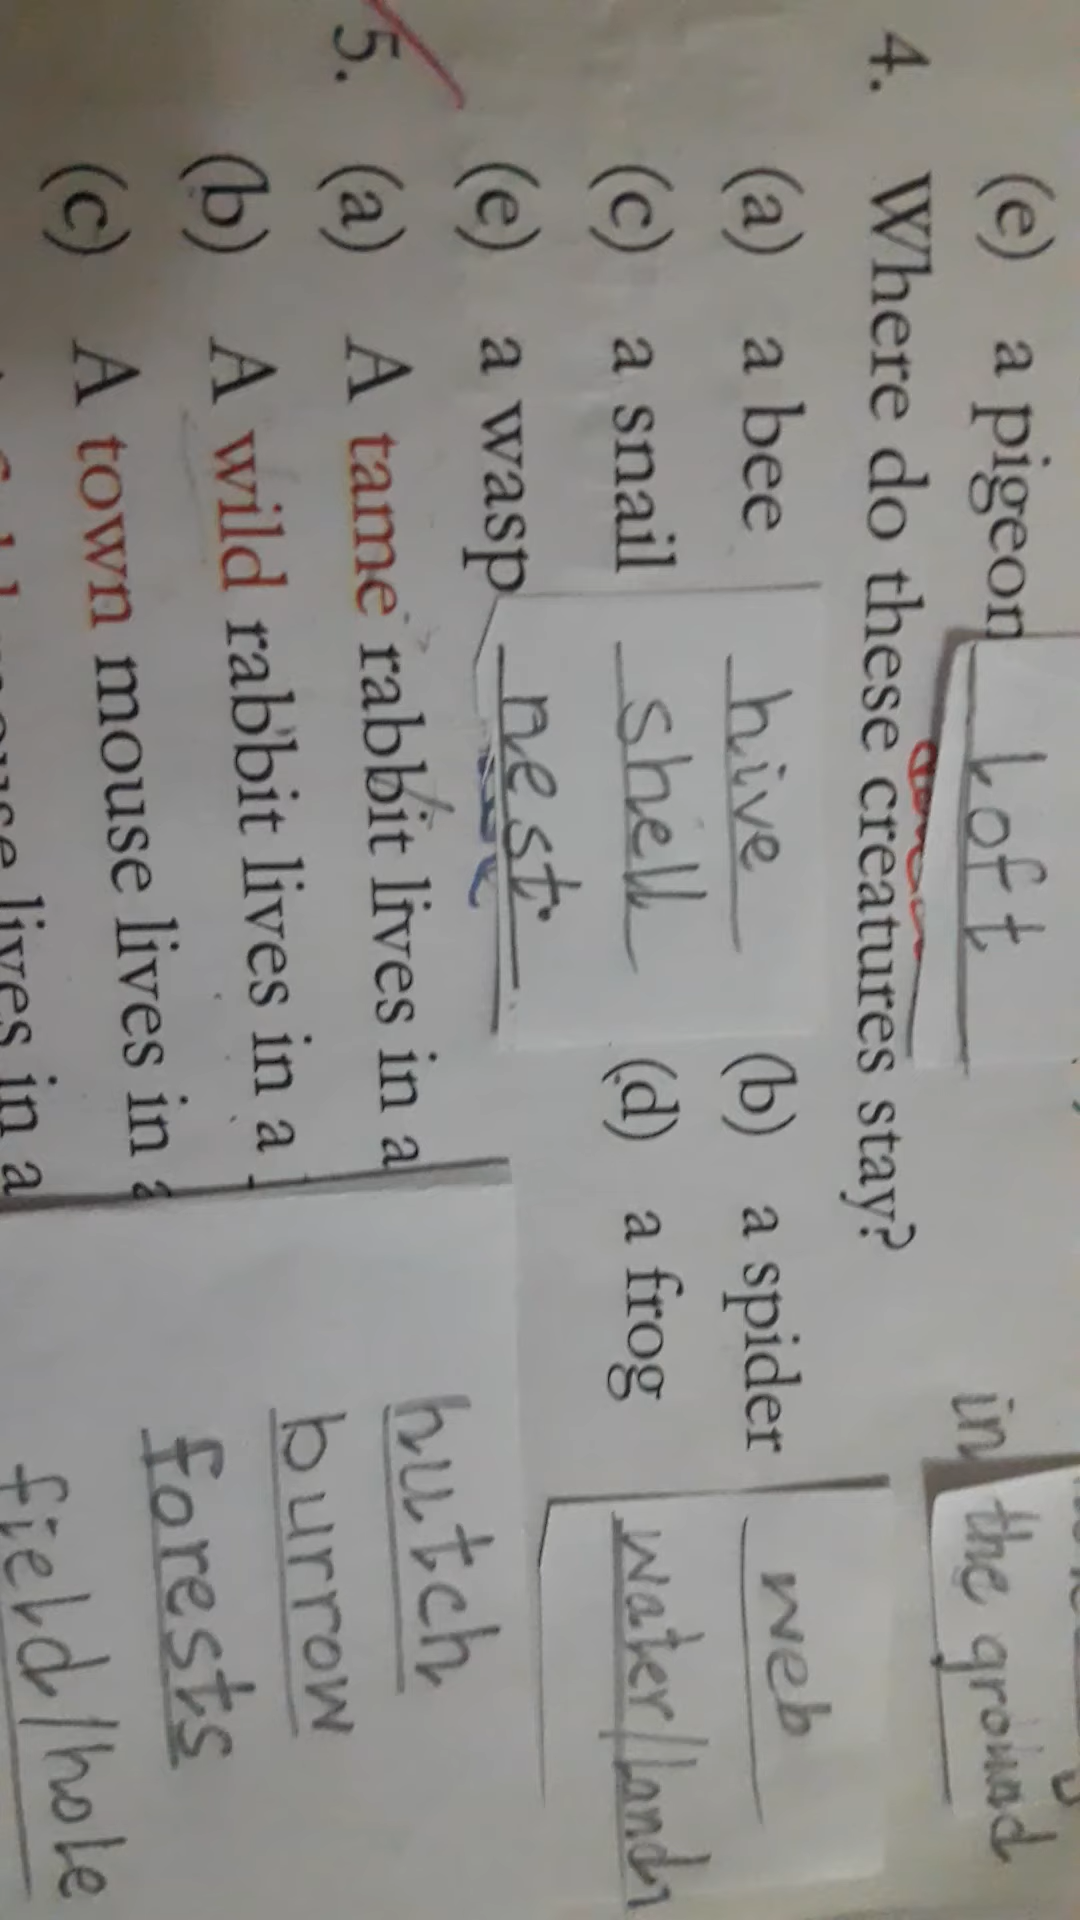 (e) a pigeon Loft in the ground
4. Where do these creatures stay?
(a) a bee hive (b) a spider web
(c) a snail shell (d) a frog water/land
(e) a wasp nest
5. (a) A tame rabbit lives in a hutch
(b) A wild rabbit lives in a burrow
(c) A town mouse lives in a forests
lives in a field/hole